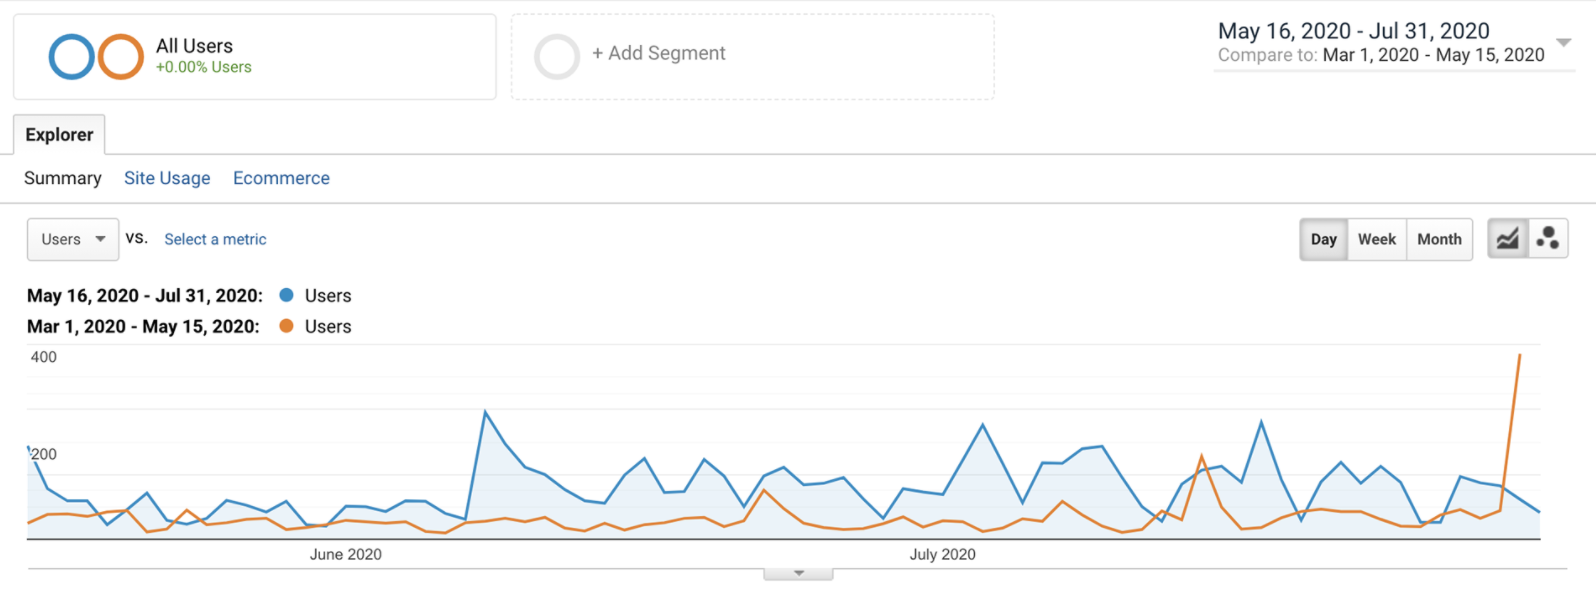 All Users
+0.00% Users
+ Add Segment
May 16, 2020 - Jul 31, 2020
Compare to: Mar 1, 2020 - May 15, 2020
Explorer
Summary Site Usage Ecommerce
Users VS. Select a metric
Day Week Month
May 16, 2020 - Jul 31, 2020: Users
Mar 1, 2020 - May 15, 2020: Users
400
200
June 2020 July 2020